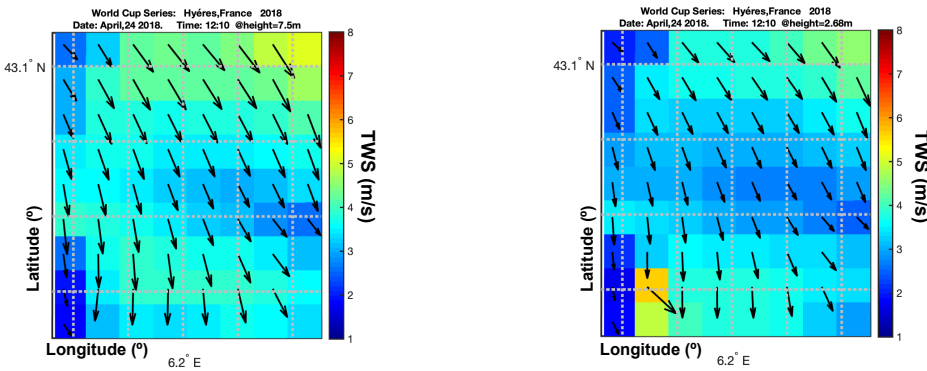 World Cup Series: Hyéres,France 2018
Date: April,24 2018. Time: 12:10 @height=7.5m
43.1° N
Latitude (º)
Longitude (º)
6.2° E
8
7
6
5
4
3
2
1
TWS (m/s)
World Cup Series: Hyéres,France 2018
Date: April,24 2018. Time: 12:10 @height=2.68m
43.1° N
Latitude (º)
Longitude (º)
6.2° E
8
7
6
5
4
3
2
1
TWS (m/s)